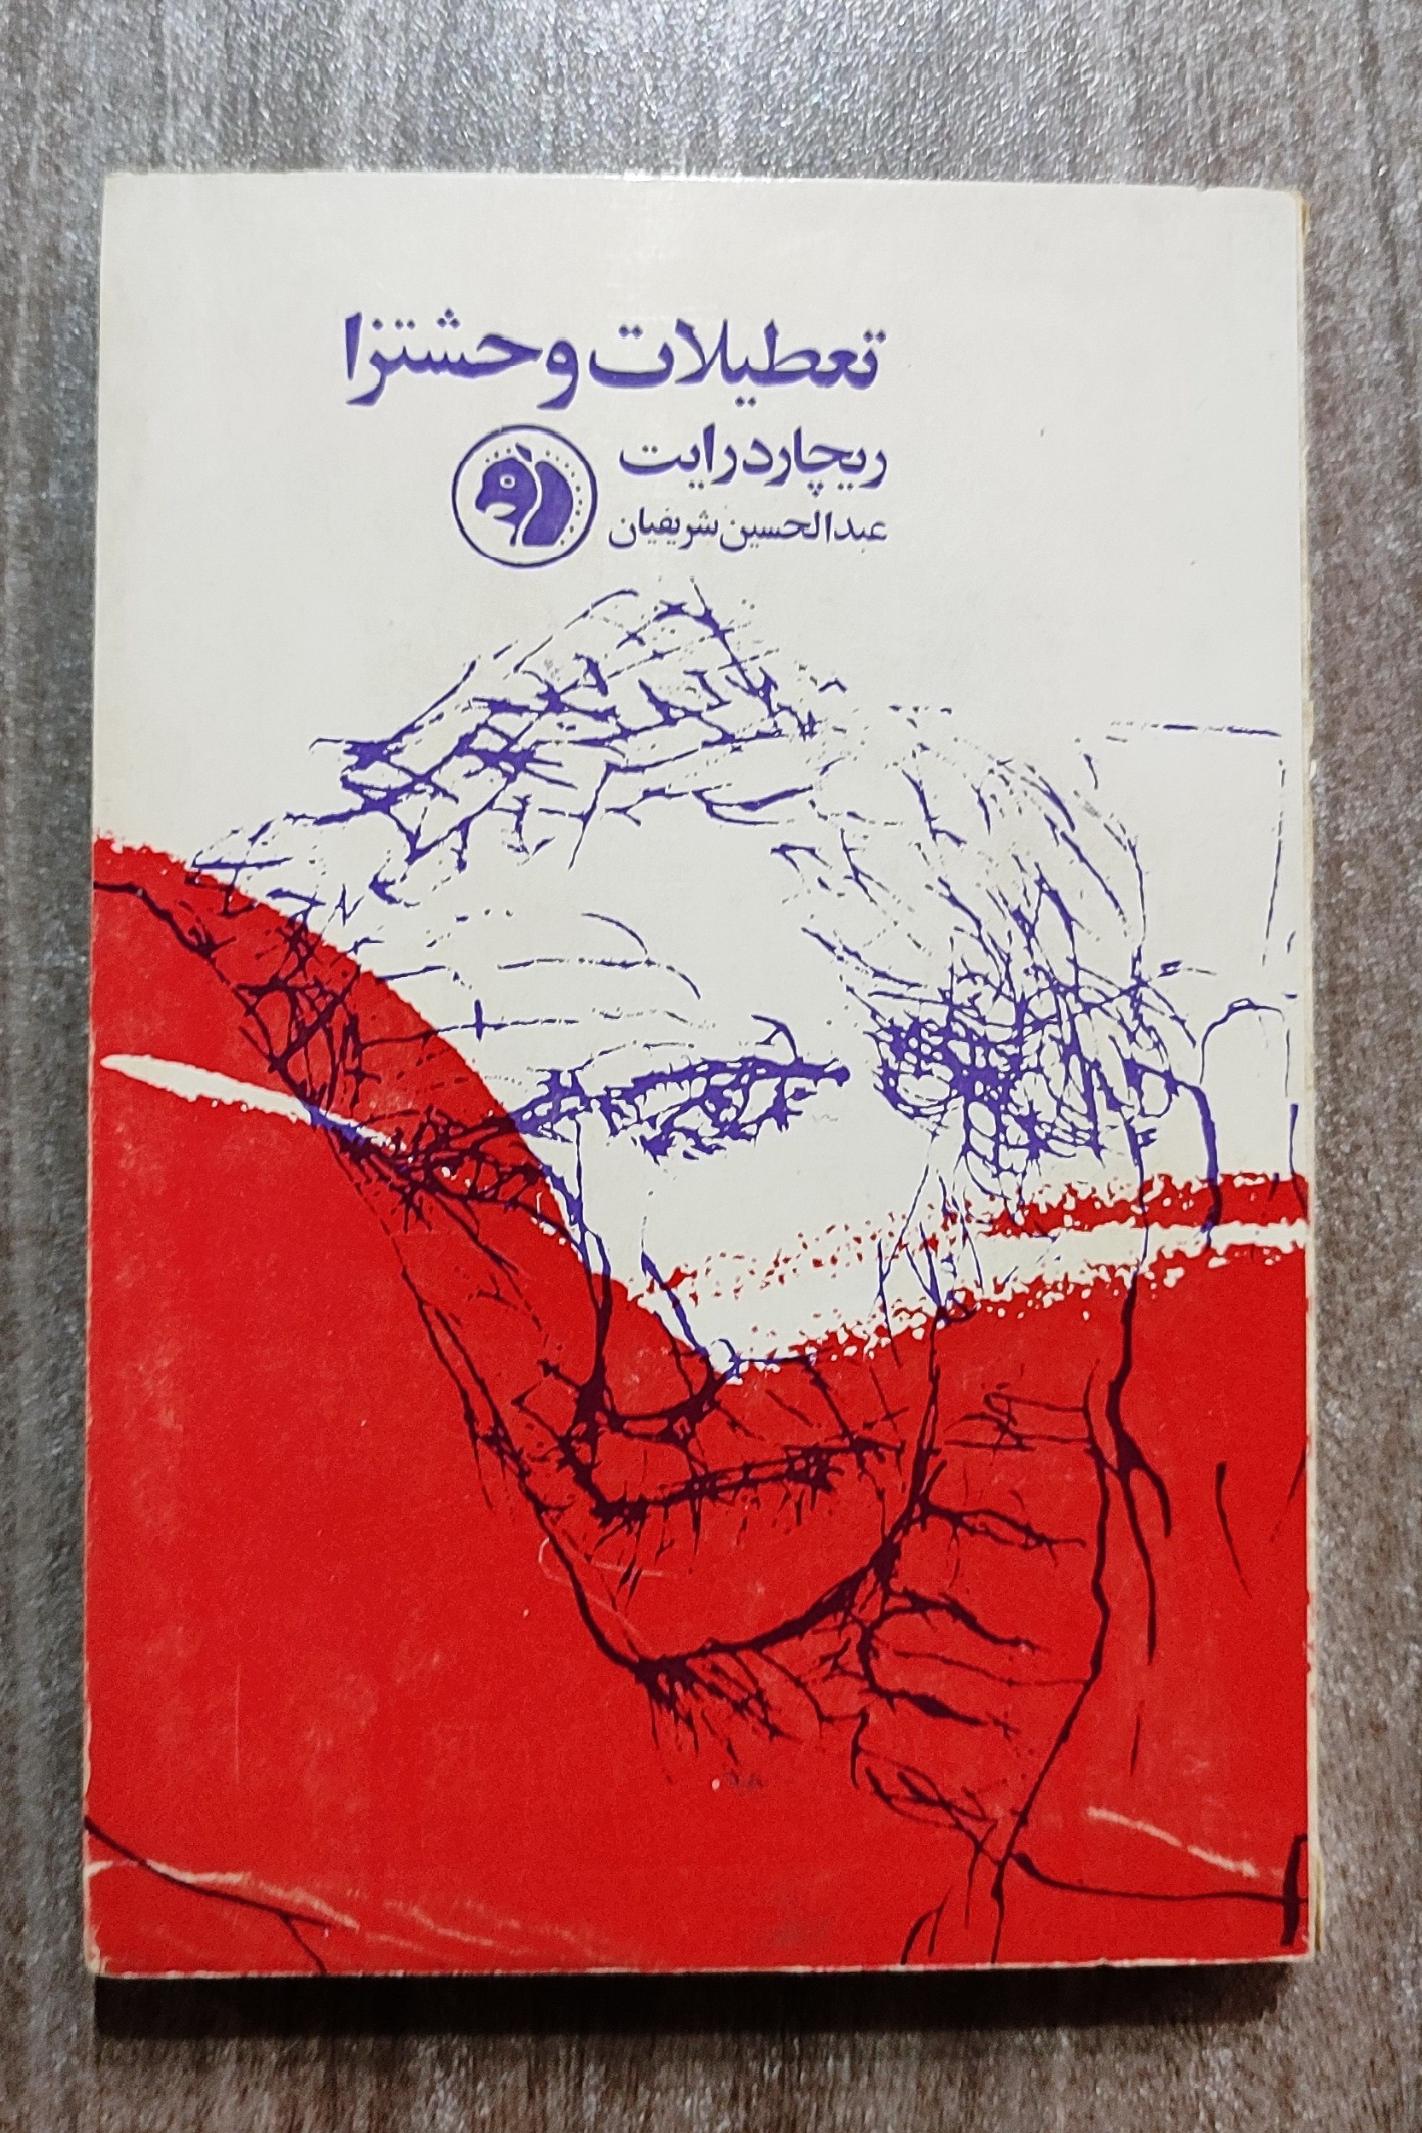 تعطیلات وحشتزا
ریچارد رایت
عبدالحسین شریفیان